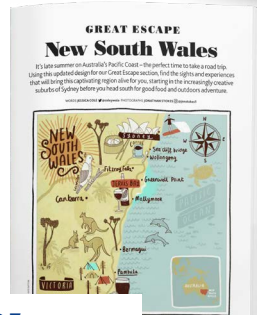 GREAT ESCAPE
New South Wales
It's late summer on Australia's Pacific Coast – the perfect time to take a road trip.
Using this updated design for our Great Escape section, find the sights and experiences
that will bring this captivating region alive for you, starting in the increasingly creative
suburbs of Sydney before you head south for good food and outdoors adventure.
WORDS
PHOTOGRAPHS
NEW
SOUTH
WALES
SYDNEY
Sea Cliff Bridge
Wollongong
Fitzroy Falls
Greenwell Point
Canberra
Mollymook
Bermagui
Pambula
VICTORIA